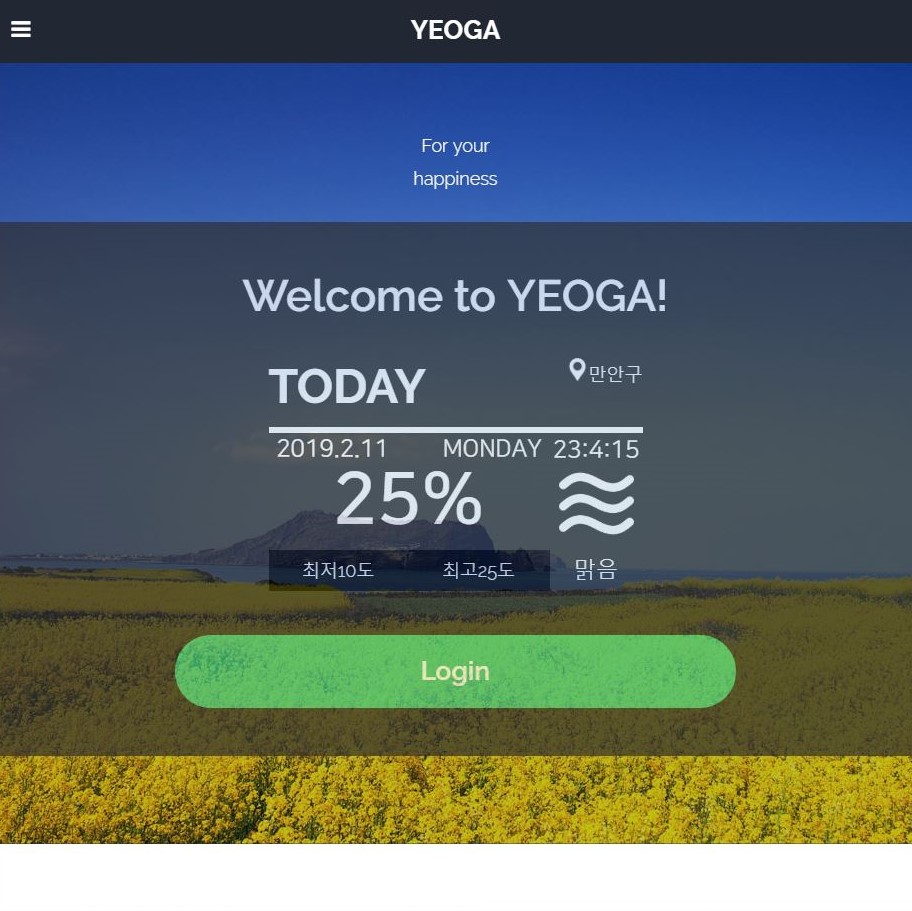 YEOGA
For your
happiness
Welcome to YEOGA!
TODAY 만안구
2019.2.11 MONDAY 23:4:15
25%
최저10도 최고25도 맑음
Login